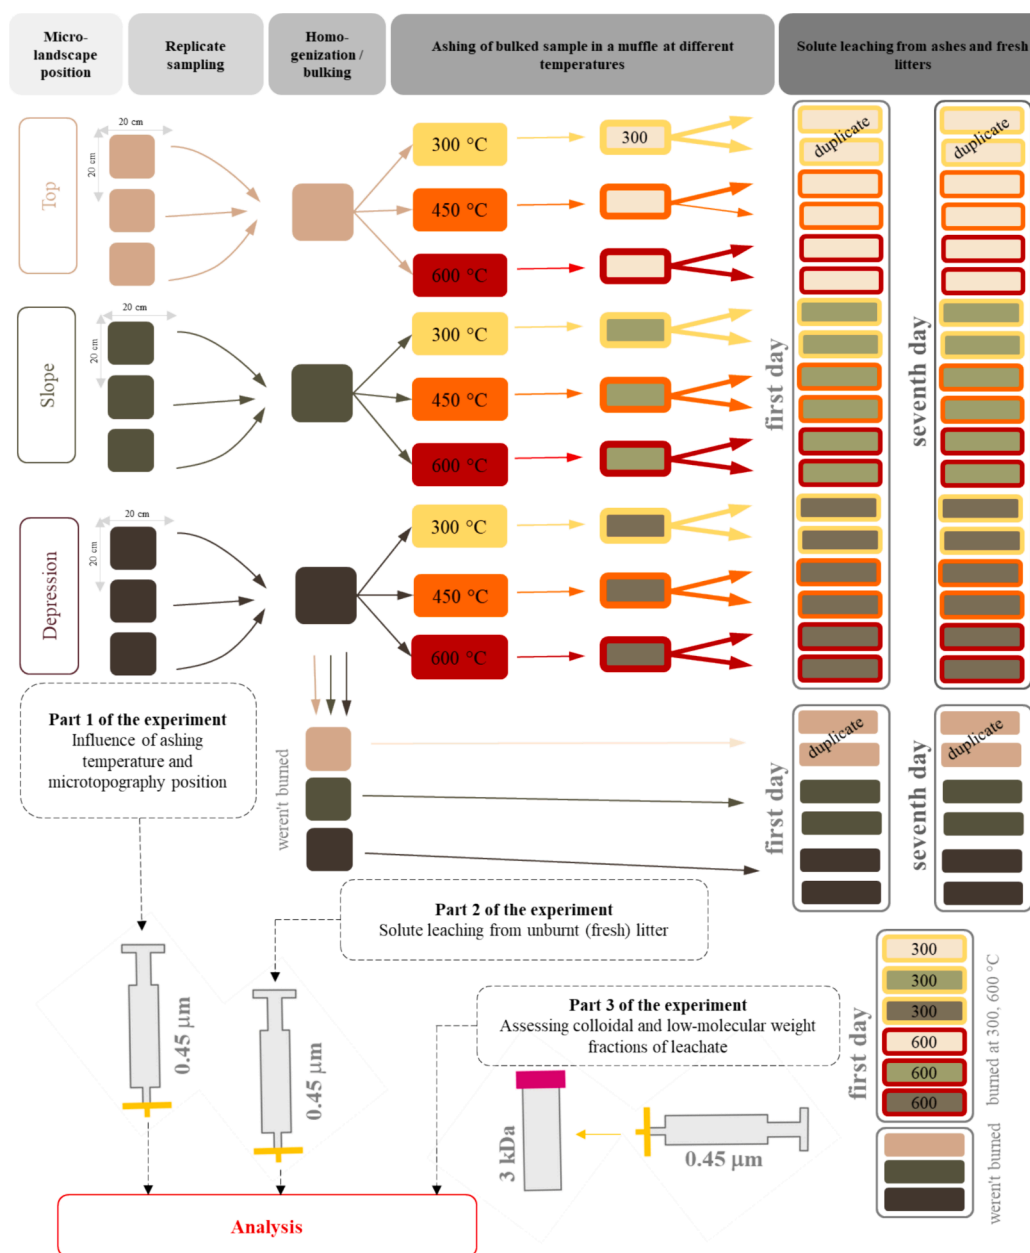 Micro-
landscape
position
Replicate
sampling
Homo-
genization /
bulking
Ashing of bulked sample in a muffle at different
temperatures
Solute leaching from ashes and fresh
litters
Top
20 cm
20 cm
300 °C
300
450 °C
600 °C
Slope
20 cm
20 cm
300 °C
450 °C
600 °C
Depression
20 cm
20 cm
300 °C
450 °C
600 °C
first day
duplicate
seventh day
duplicate
weren't burned
first day
duplicate
seventh day
duplicate
Part 1 of the experiment
Influence of ashing
temperature and
microtopography position
Part 2 of the experiment
Solute leaching from unburnt (fresh) litter
Part 3 of the experiment
Assessing colloidal and low-molecular weight
fractions of leachate
0.45 μm
0.45 μm
3 kDa
0.45 μm
first day
300
300
300
600
600
600
burned at 300, 600 °C
weren't burned
Analysis